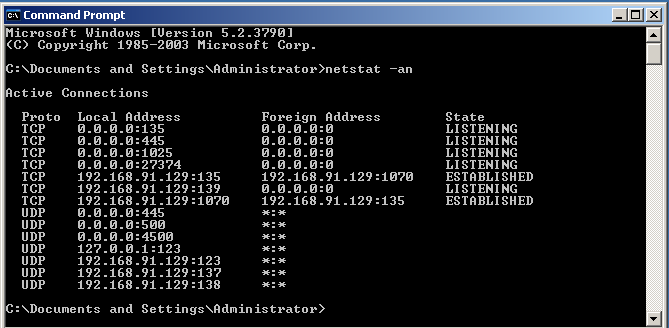 Command Prompt
Microsoft Windows [Version 5.2.3790]
(C) Copyright 1985-2003 Microsoft Corp.
C:\Documents and Settings\Administrator>netstat -an
Active Connections
Proto  Local Address          Foreign Address        State
TCP    0.0.0.0:135            0.0.0.0:0              LISTENING
TCP    0.0.0.0:445            0.0.0.0:0              LISTENING
TCP    0.0.0.0:1025           0.0.0.0:0              LISTENING
TCP    0.0.0.0:27374          0.0.0.0:0              LISTENING
TCP    192.168.91.129:135     192.168.91.129:1070    ESTABLISHED
TCP    192.168.91.129:139     0.0.0.0:0              LISTENING
TCP    192.168.91.129:1070    192.168.91.129:135     ESTABLISHED
UDP    0.0.0.0:445            *:*
UDP    0.0.0.0:500            *:*
UDP    0.0.0.0:4500           *:*
UDP    127.0.0.1:123          *:*
UDP    192.168.91.129:123     *:*
UDP    192.168.91.129:137     *:*
UDP    192.168.91.129:138     *:*
C:\Documents and Settings\Administrator>